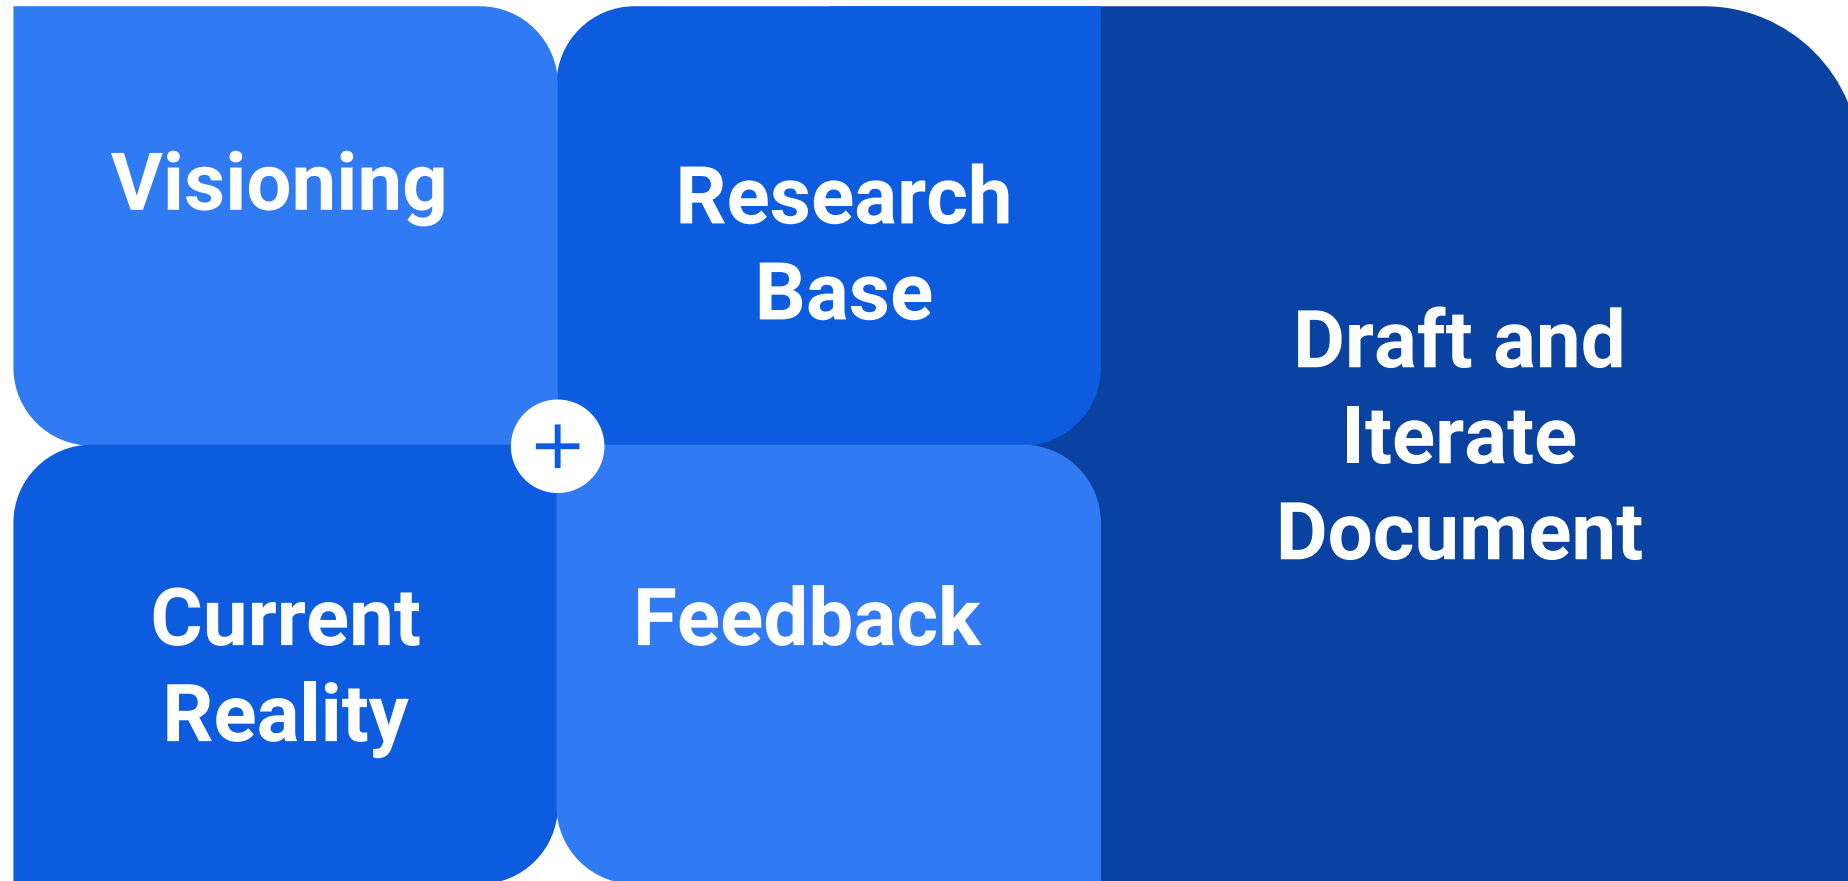 Visioning
Research
Base
Current
Reality
Feedback
Draft and
Iterate
Document